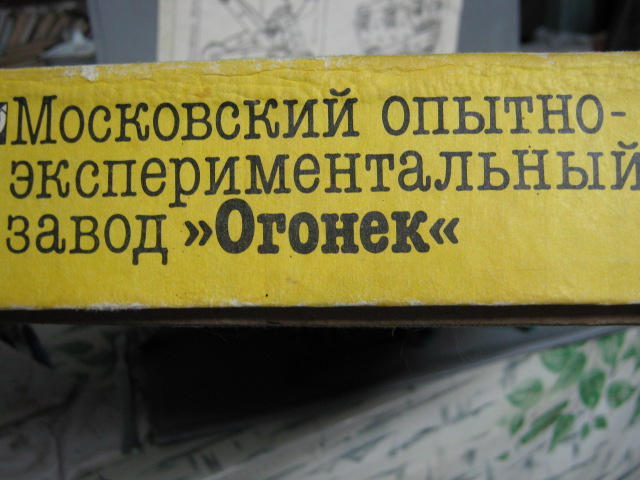 Московский опытно-
экспериментальный
завод »Огонек«